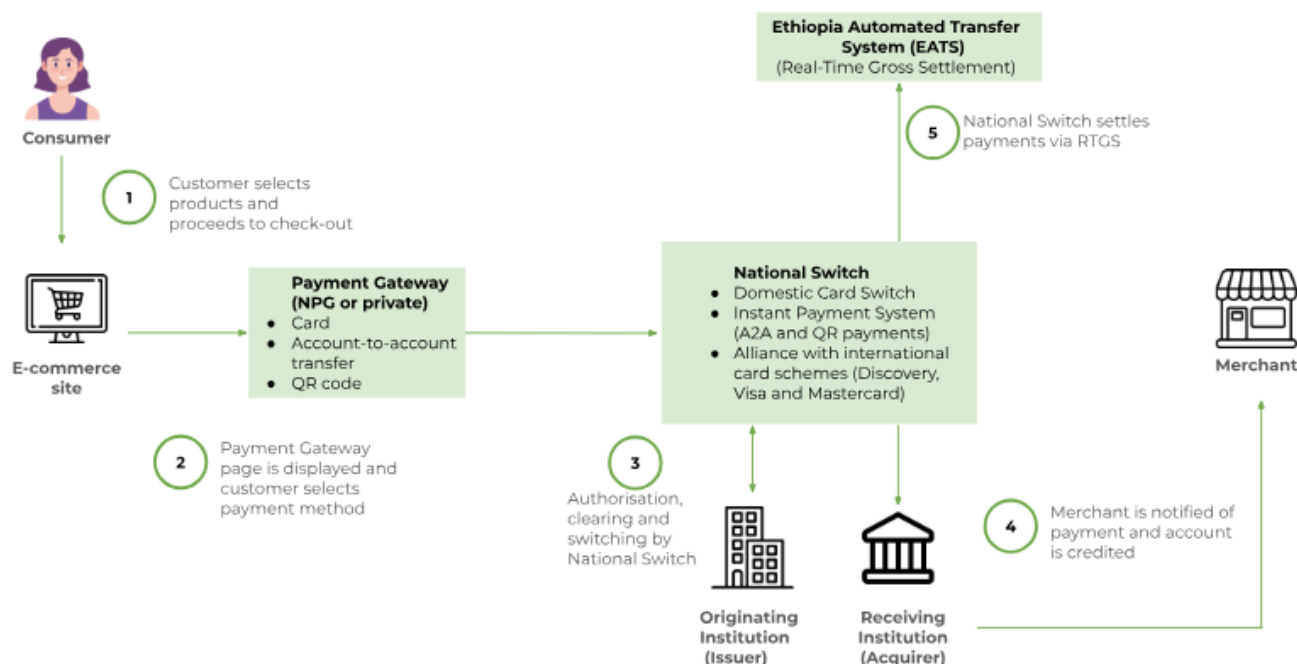 Ethiopia Automated Transfer
System (EATS)
(Real-Time Gross Settlement)
Consumer
5
National Switch settles
payments via RTGS
1
Customer selects
products and
proceeds to check-out
E-commerce
site
Payment Gateway
(NPG or private)
● Card
● Account-to-account
transfer
● QR code
National Switch
● Domestic Card Switch
● Instant Payment System
(A2A and QR payments)
● Alliance with international
card schemes (Discovery,
Visa and Mastercard)
Merchant
2
Payment Gateway
page is displayed and
customer selects
payment method
3
Authorisation,
clearing and
switching by
National Switch
4
Merchant is notified of
payment and account
is credited
Originating
Institution
(Issuer)
Receiving
Institution
(Acquirer)